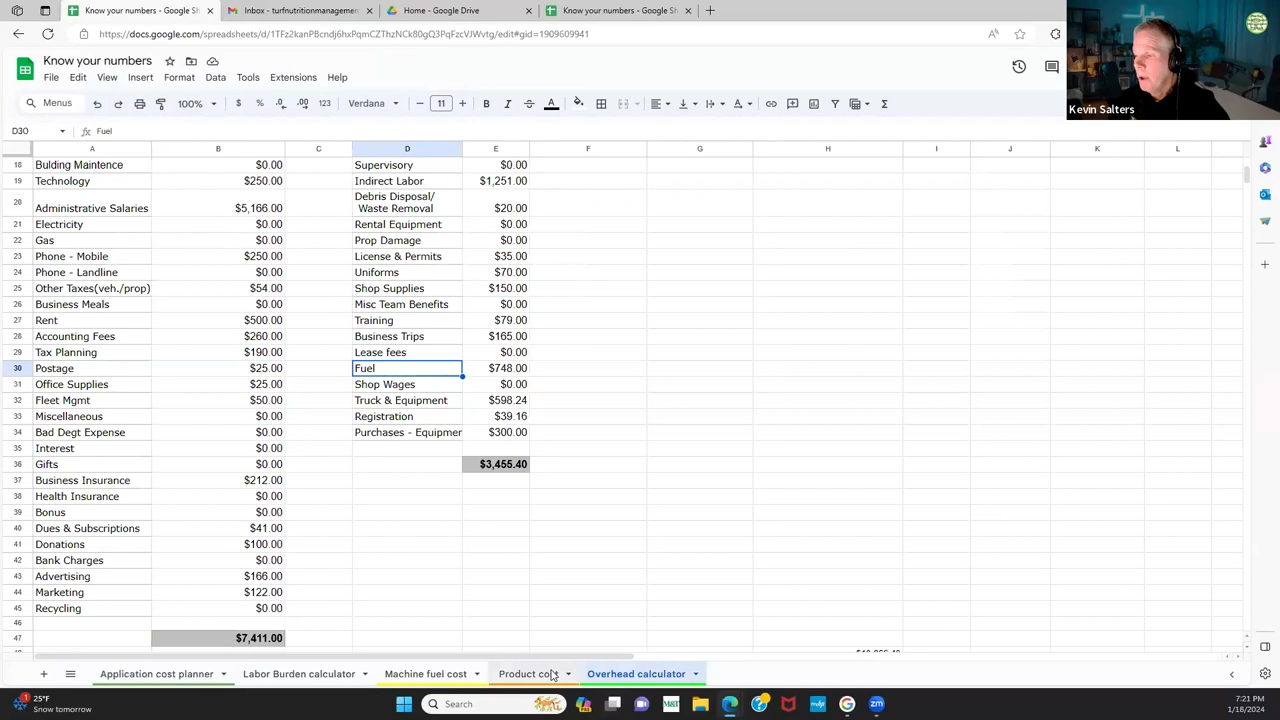 Know your numbers - Google Sh
Inbox - turfnutritionmanagemen
Home - Google Drive
Know your numbers - Google Sh
https://docs.google.com/spreadsheets/d/1TFz2kanPBcndj6hxPqmCZThzNCk80gQ3PqFzcVJWvtg/edit#gid=1909609941
Know your numbers
File Edit View Insert Format Data Tools Extensions Help
Menus 100% $ % .0 .00 123 Verdana 11 B I A
D30 fx Fuel
A B C D E F G H I J K L
18 Bulding Maintence $0.00 Supervisory $0.00
19 Technology $250.00 Indirect Labor $1,251.00
Debris Disposal/
20 Administrative Salaries $5,166.00 Waste Removal $20.00
21 Electricity $0.00 Rental Equipment $0.00
22 Gas $0.00 Prop Damage $0.00
23 Phone - Mobile $250.00 License & Permits $35.00
24 Phone - Landline $0.00 Uniforms $70.00
25 Other Taxes(veh./prop) $54.00 Shop Supplies $150.00
26 Business Meals $0.00 Misc Team Benefits $0.00
27 Rent $500.00 Training $79.00
28 Accounting Fees $260.00 Business Trips $165.00
29 Tax Planning $190.00 Lease fees $0.00
30 Postage $25.00 Fuel $748.00
31 Office Supplies $25.00 Shop Wages $0.00
32 Fleet Mgmt $50.00 Truck & Equipment $598.24
33 Miscellaneous $0.00 Registration $39.16
34 Bad Degt Expense $0.00 Purchases - Equipmer $300.00
35 Interest $0.00
36 Gifts $0.00 $3,455.40
37 Business Insurance $212.00
38 Health Insurance $0.00
39 Bonus $0.00
40 Dues & Subscriptions $41.00
41 Donations $100.00
42 Bank Charges $0.00
43 Advertising $166.00
44 Marketing $122.00
45 Recycling $0.00
46
47 $7,411.00
Application cost planner Labor Burden calculator Machine fuel cost Product cost Overhead calculator
Kevin Salters
1
25°F
Snow tomorrow
Search
M&T
7:21 PM
1/18/2024